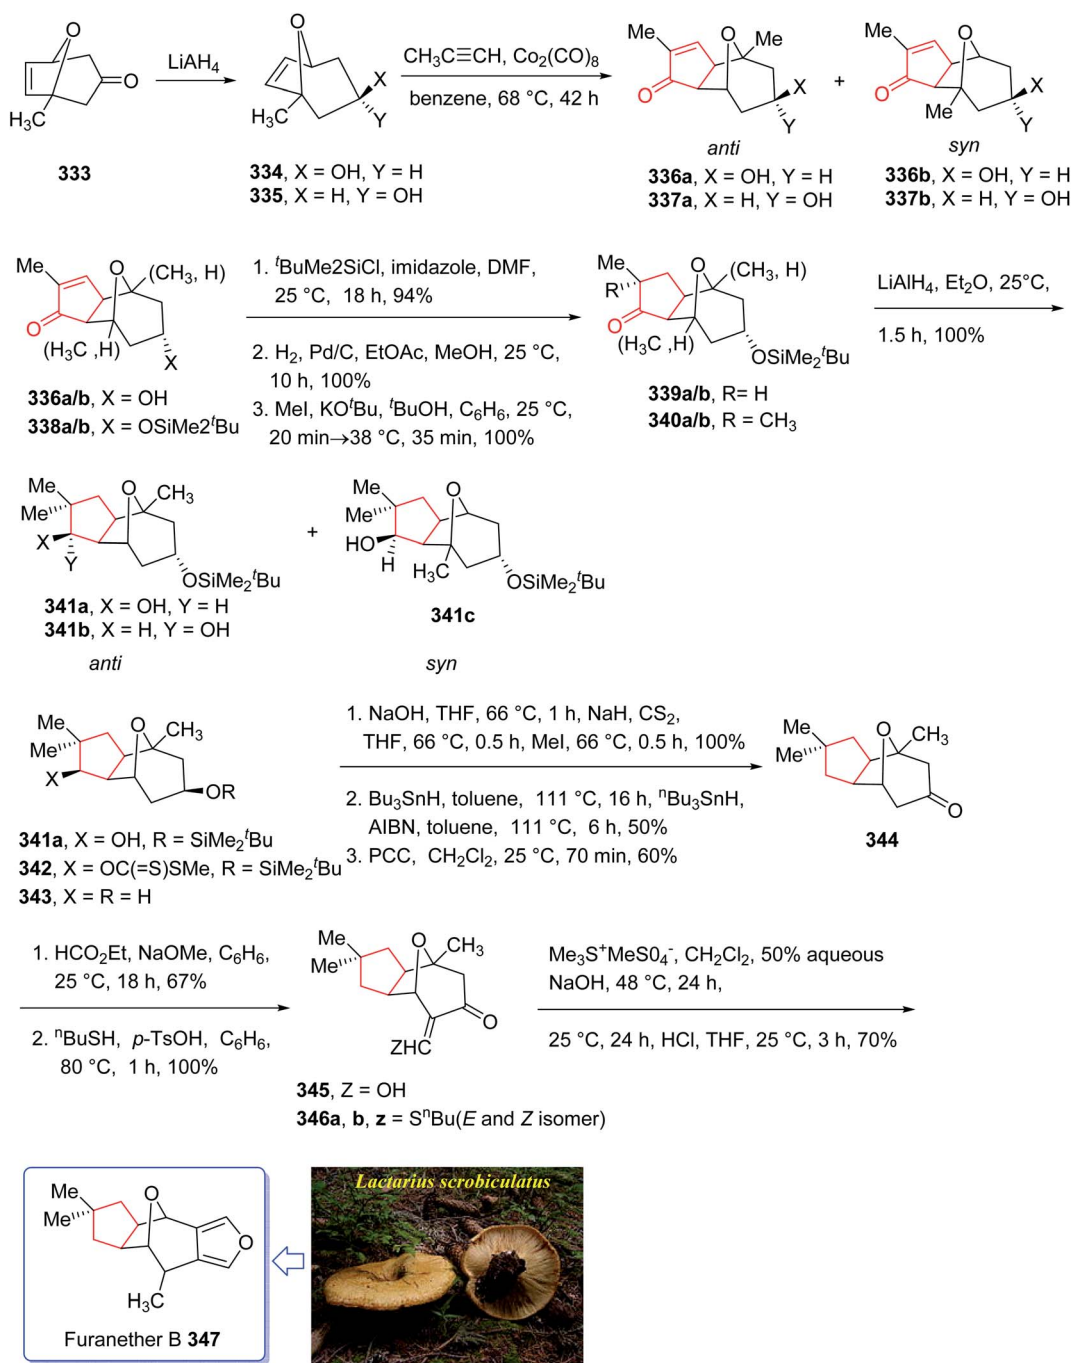 O
O
H₃C
333
LiAH₄
O
H₃C
X
Y
334, X = OH, Y = H
335, X = H, Y = OH
CH₃C≡CH, Co₂(CO)₈
benzene, 68 °C, 42 h
Me
O
O
Me
X
Y
anti
336a, X = OH, Y = H
337a, X = H, Y = OH
+
Me
O
O
Me
X
Y
syn
336b, X = OH, Y = H
337b, X = H, Y = OH
Me
O
(CH₃, H)
O
(H₃C ,H)
X
336a/b, X = OH
338a/b, X = OSiMe2ᵗBu
1. ᵗBuMe2SiCl, imidazole, DMF,
25 °C, 18 h, 94%
2. H₂, Pd/C, EtOAc, MeOH, 25 °C,
10 h, 100%
3. MeI, KOᵗBu, ᵗBuOH, C₆H₆, 25 °C,
20 min→38 °C, 35 min, 100%
Me
R
O
O
(CH₃, H)
(H₃C ,H)
OSiMe₂ᵗBu
339a/b, R= H
340a/b, R = CH₃
LiAlH₄, Et₂O, 25°C,
1.5 h, 100%
Me
Me
O
CH₃
X
Y
OSiMe₂ᵗBu
341a, X = OH, Y = H
341b, X = H, Y = OH
anti
+
Me
Me
O
HO
H
H₃C
OSiMe₂ᵗBu
341c
syn
Me
Me
O
CH₃
X
OR
341a, X = OH, R = SiMe₂ᵗBu
342, X = OC(=S)SMe, R = SiMe₂ᵗBu
343, X = R = H
1. NaOH, THF, 66 °C, 1 h, NaH, CS₂,
THF, 66 °C, 0.5 h, MeI, 66 °C, 0.5 h, 100%
2. Bu₃SnH, toluene, 111 °C, 16 h, ⁿBu₃SnH,
AIBN, toluene, 111 °C, 6 h, 50%
3. PCC, CH₂Cl₂, 25 °C, 70 min, 60%
Me
Me
O
CH₃
O
344
1. HCO₂Et, NaOMe, C₆H₆,
25 °C, 18 h, 67%
2. ⁿBuSH, p-TsOH, C₆H₆,
80 °C, 1 h, 100%
Me
Me
O
CH₃
O
ZHC
345, Z = OH
346a, b, z = SⁿBu(E and Z isomer)
Me₃S⁺MeS0₄⁻, CH₂Cl₂, 50% aqueous
NaOH, 48 °C, 24 h,
25 °C, 24 h, HCl, THF, 25 °C, 3 h, 70%
Me
Me
O
O
H₃C
Furanether B 347
Lactarius scrobiculatus